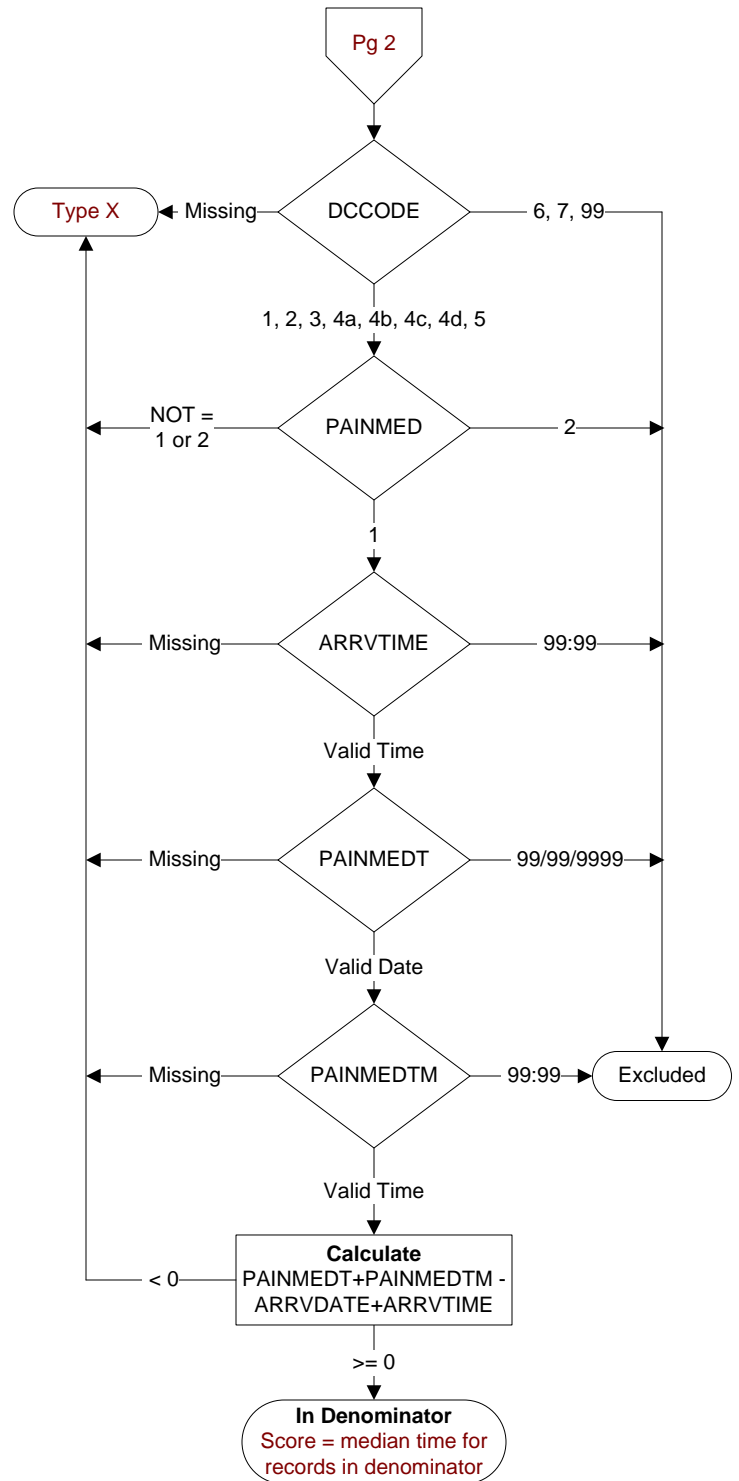 Pg 2
Type X
Missing
DCCODE
6, 7, 99
1, 2, 3, 4a, 4b, 4c, 4d, 5
NOT =
1 or 2
PAINMED
2
1
Missing
ARRVTIME
99:99
Valid Time
Missing
PAINMEDT
99/99/9999
Valid Date
Missing
PAINMEDTM
99:99
Excluded
Valid Time
Calculate
PAINMEDT+PAINMEDTM -
ARRVDATE+ARRVTIME
< 0
>= 0
In Denominator
Score = median time for
records in denominator